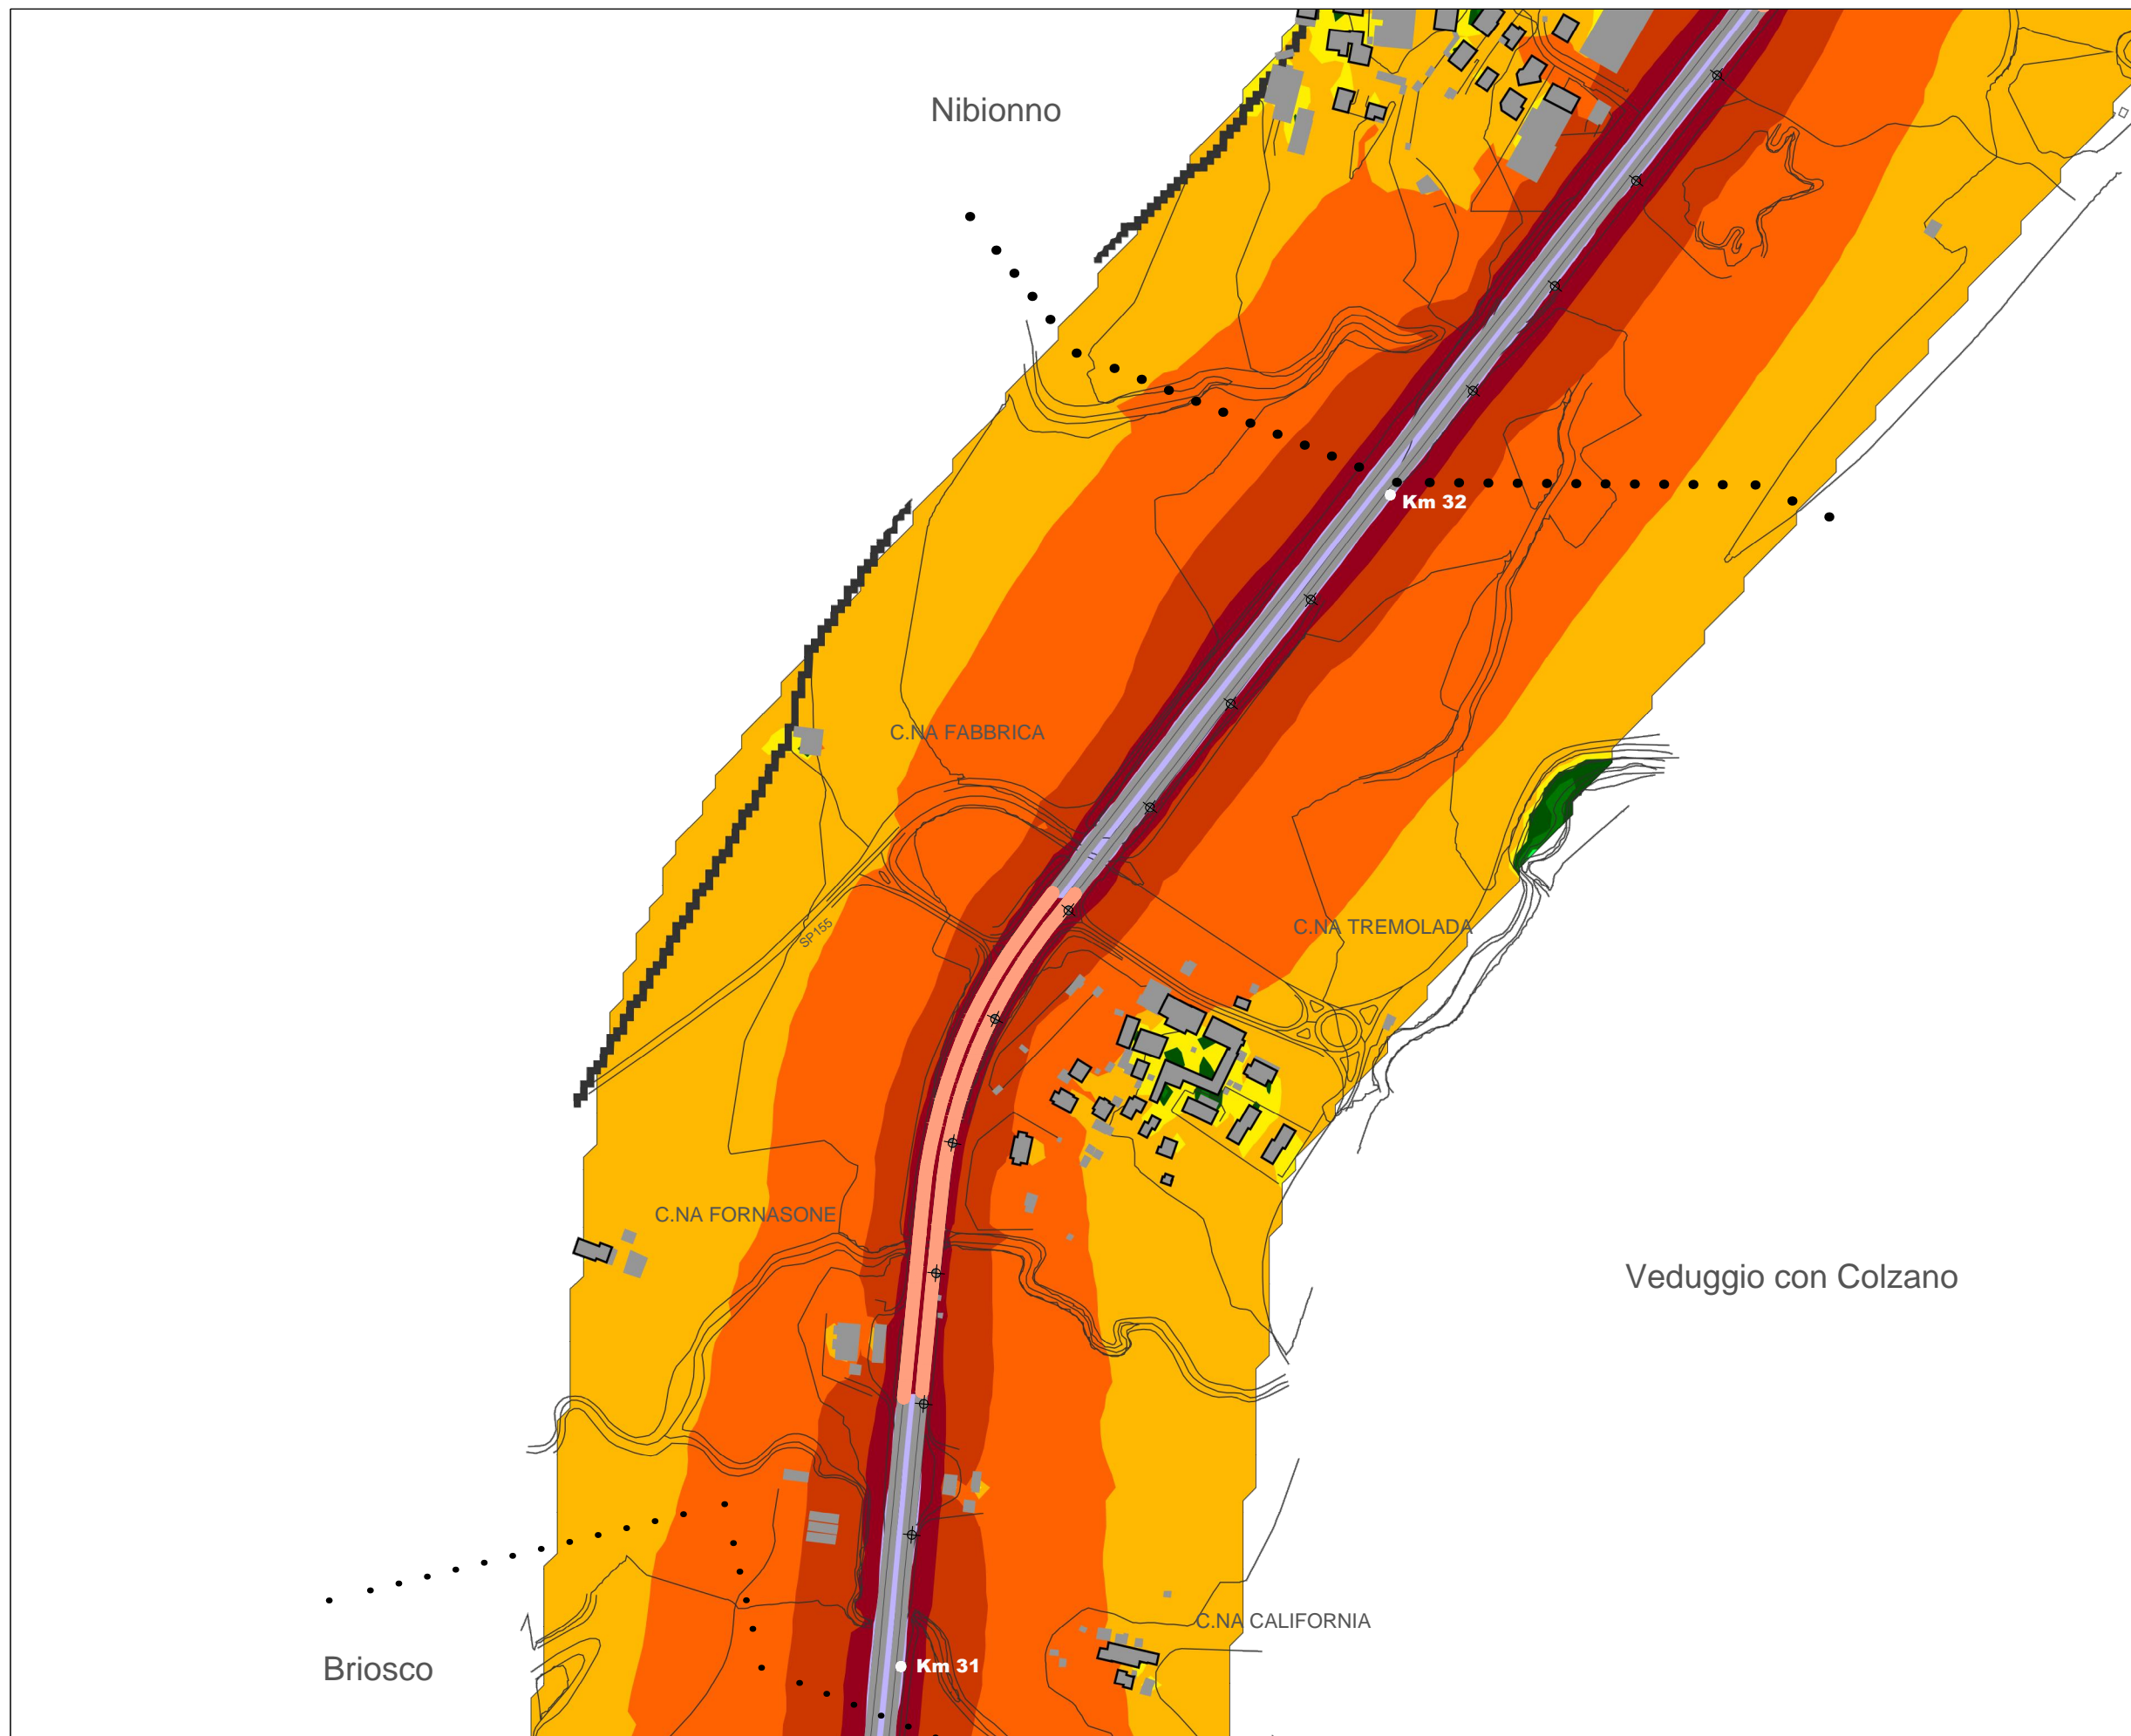 Nibionno
Km 32
C.NA FABBRICA
SP155
C.NA TREMOLADA
C.NA FORNASONE
Veduggio con Colzano
C.NA CALIFORNIA
Briosco
Km 31